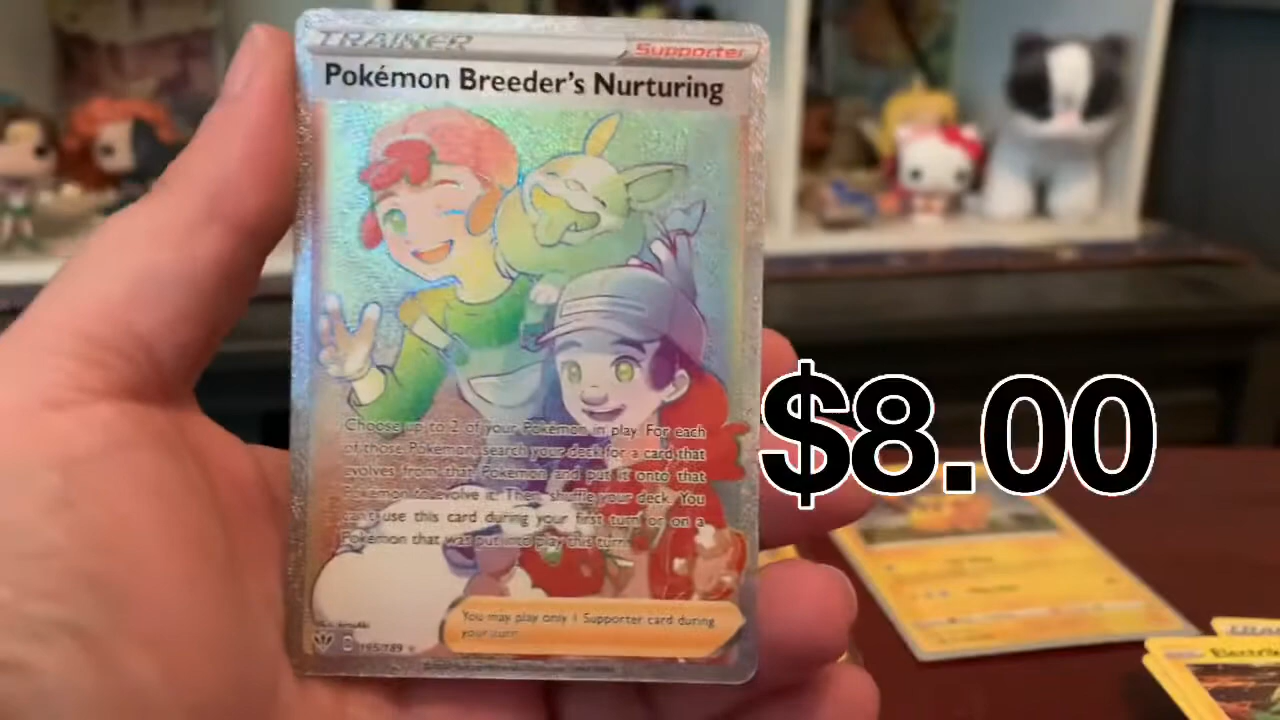 TRAINER
Supporter
Pokémon Breeder's Nurturing
Choose up to 2 of your Pokémon in play. For each
of those Pokémon, search your deck for a card that
evolves from that Pokémon and put it onto that
Pokémon to evolve it. Then, shuffle your deck. You
can't use this card during your first turn or on a
Pokémon that was put into play this turn.
$8.00
You may play only 1 Supporter card during
your turn.
195/189
Electrik